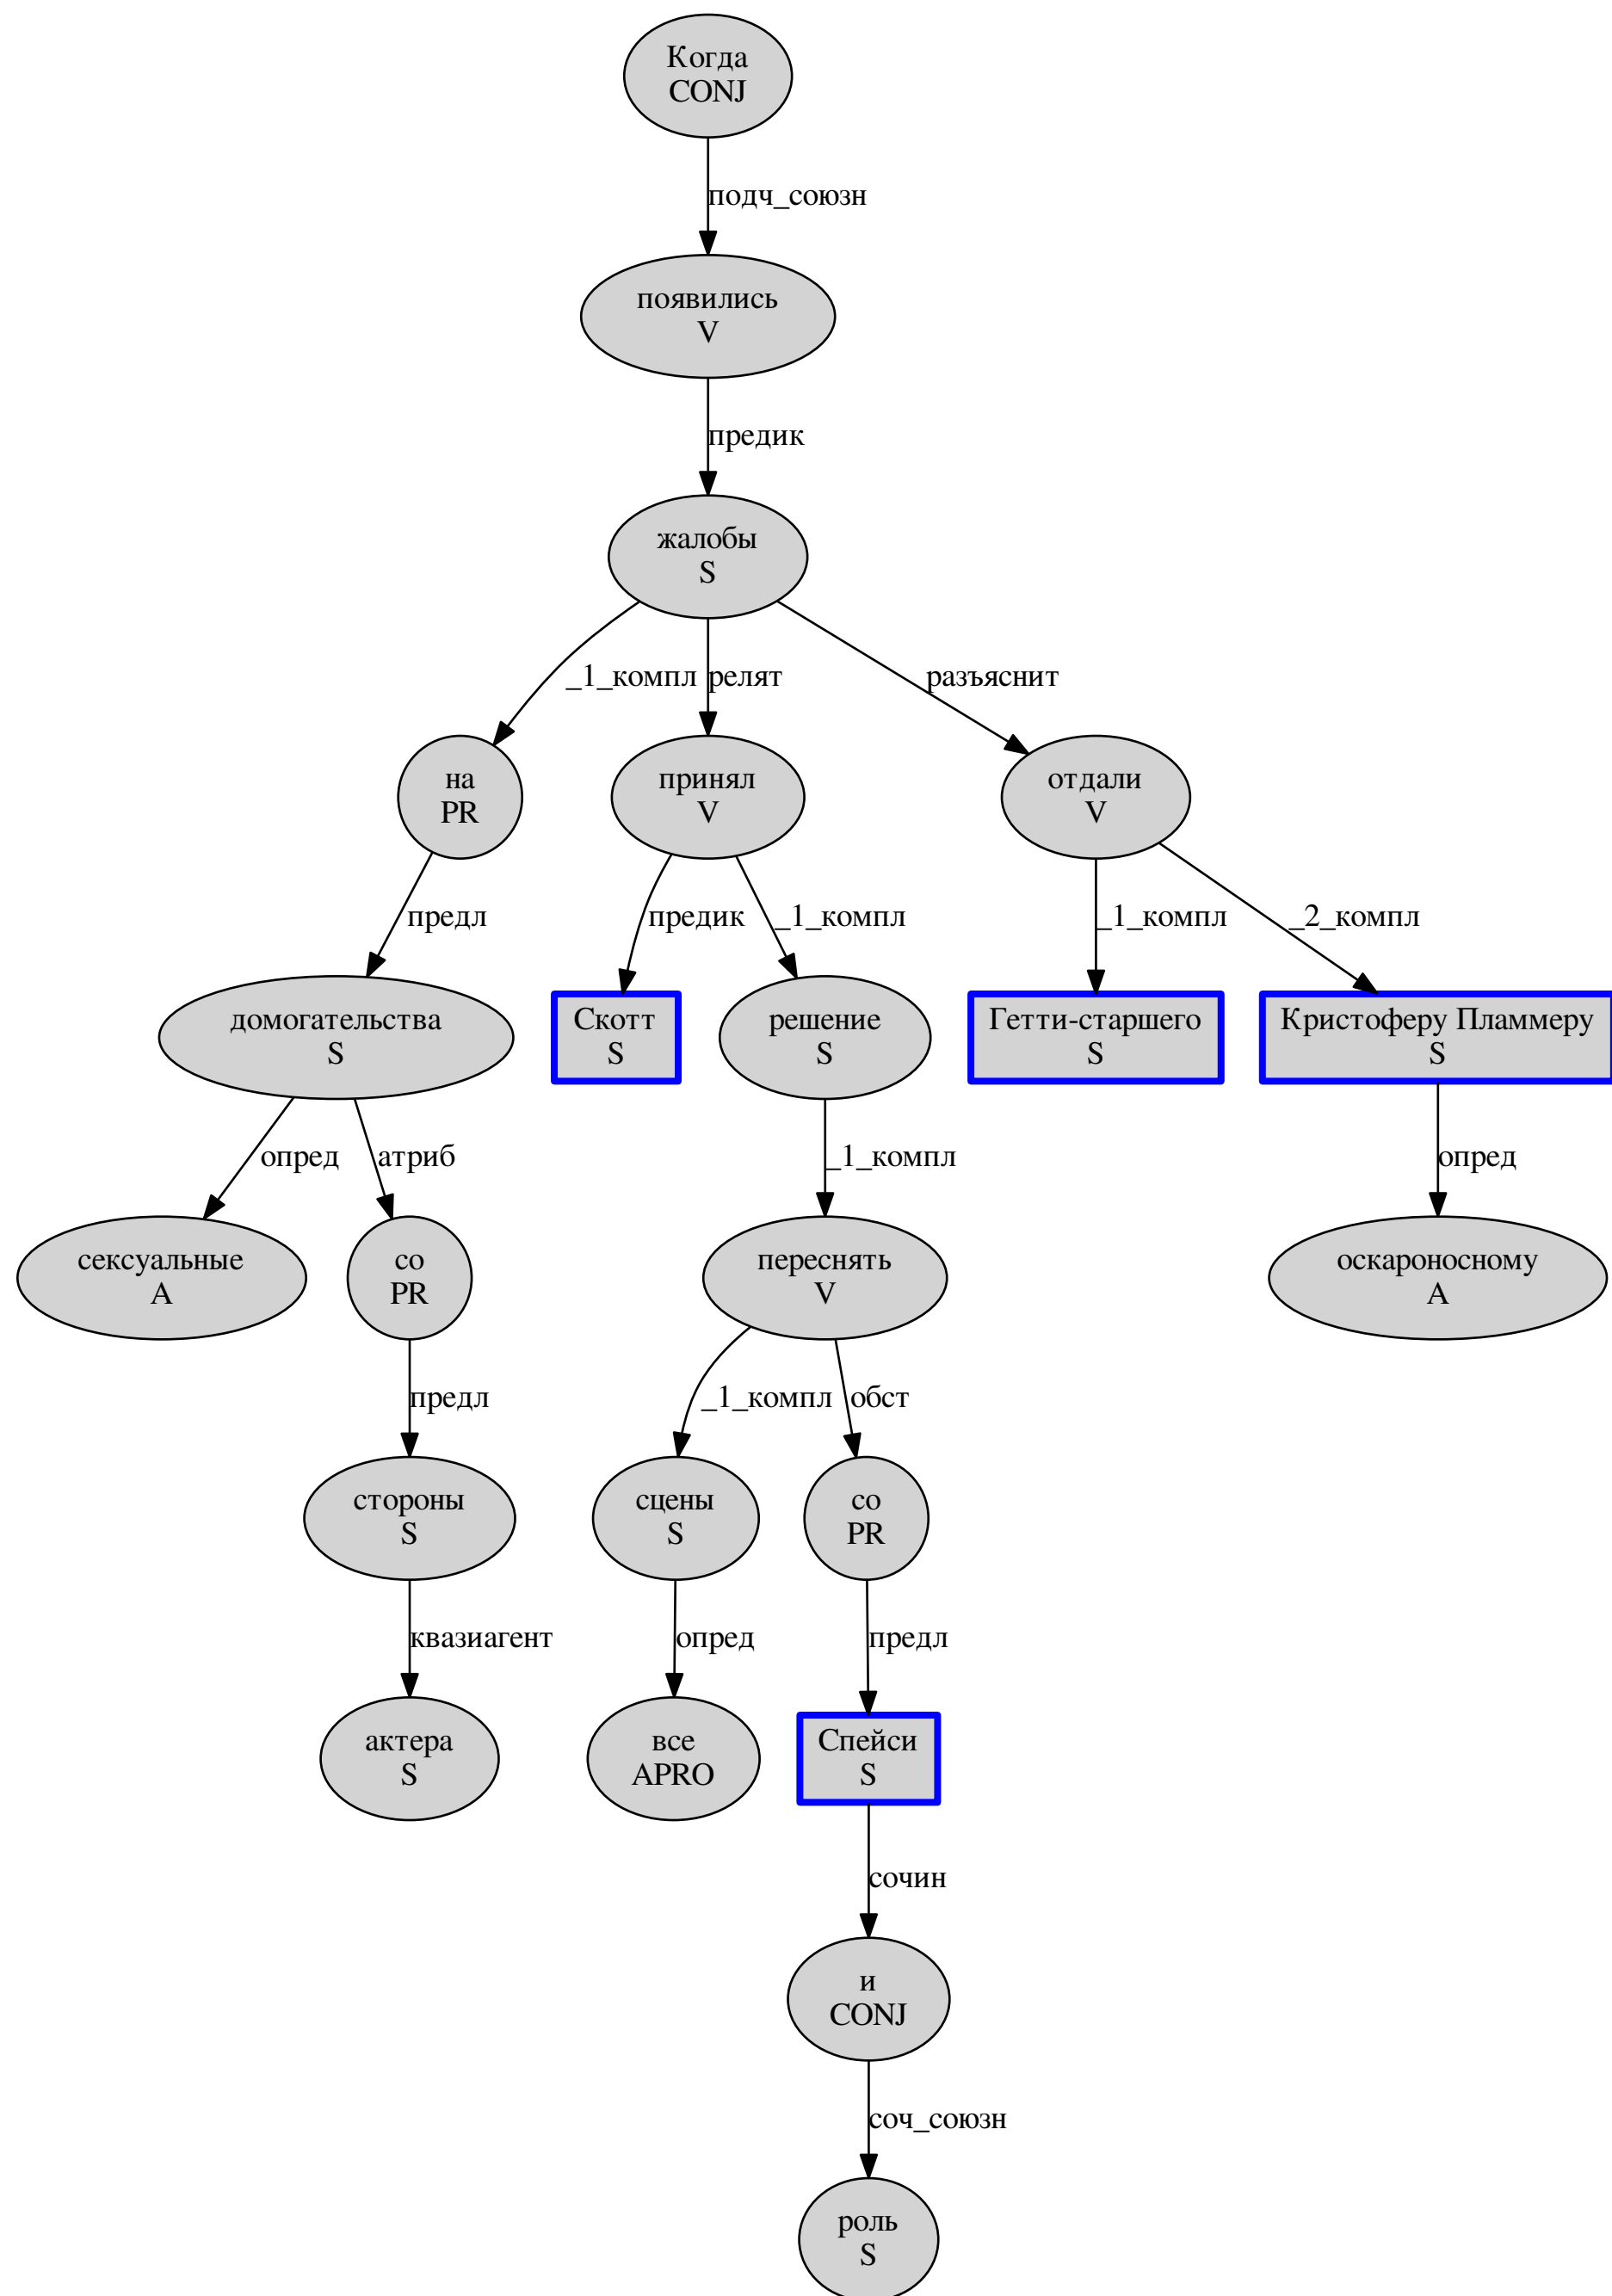 Когда
CONJ
подч_союзн
появились
V
предик
жалобы
S
_1_компл
релят
разъяснит
на
PR
принял
V
отдали
V
предл
предик
_1_компл
_1_компл
_2_компл
домогательства
S
Скотт
S
решение
S
Гетти-старшего
S
Кристоферу Пламмеру
S
опред
атриб
_1_компл
опред
сексуальные
A
со
PR
переснять
V
оскароносному
A
предл
_1_компл
обст
стороны
S
сцены
S
со
PR
квазиагент
опред
предл
актера
S
все
APRO
Спейси
S
сочин
и
CONJ
соч_союзн
роль
S